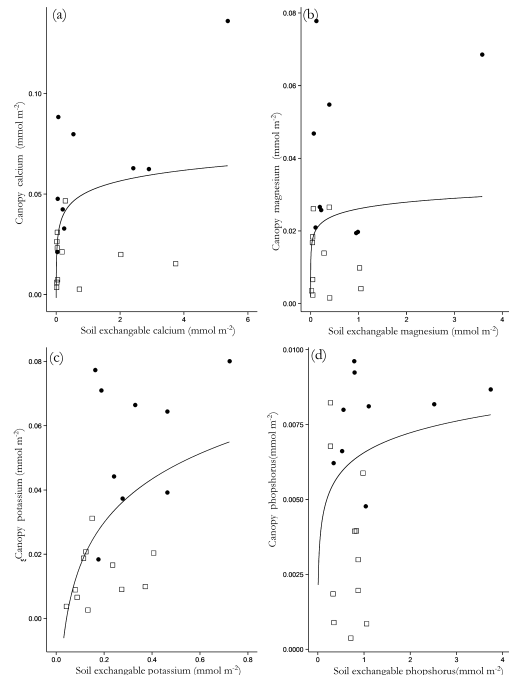 (a)
0.10
0.05
0.00
Canopy calcium (mmol m-2)
0 2 4 6
Soil exchangable calcium (mmol m-2)
(b)
0.08
0.06
0.04
0.02
0.00
Canopy magnesium (mmol m-2)
0 1 2 3 4
Soil exchangable magnesium (mmol m-2)
(c)
0.08
0.06
0.04
0.02
0.00
Canopy potassium (mmol m-2)
0.0 0.2 0.4 0.6 0.8
Soil exchangable potassium (mmol m-2)
(d)
0.0100
0.0075
0.0050
0.0025
0.0000
Canopy phopshorus(mmol m-2)
0 1 2 3 4
Soil exchangable phopshorus(mmol m-2)